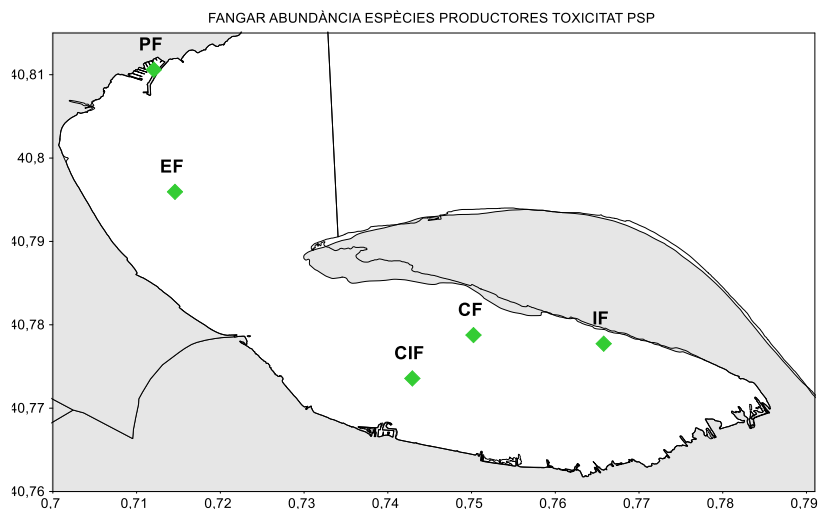 FANGAR ABUNDÀNCIA ESPÈCIES PRODUCTORES TOXICITAT PSP
PF
40,81
EF
40,8
40,79
CF
IF
40,78
CIF
40,77
40,76
0,7 0,71 0,72 0,73 0,74 0,75 0,76 0,77 0,78 0,79